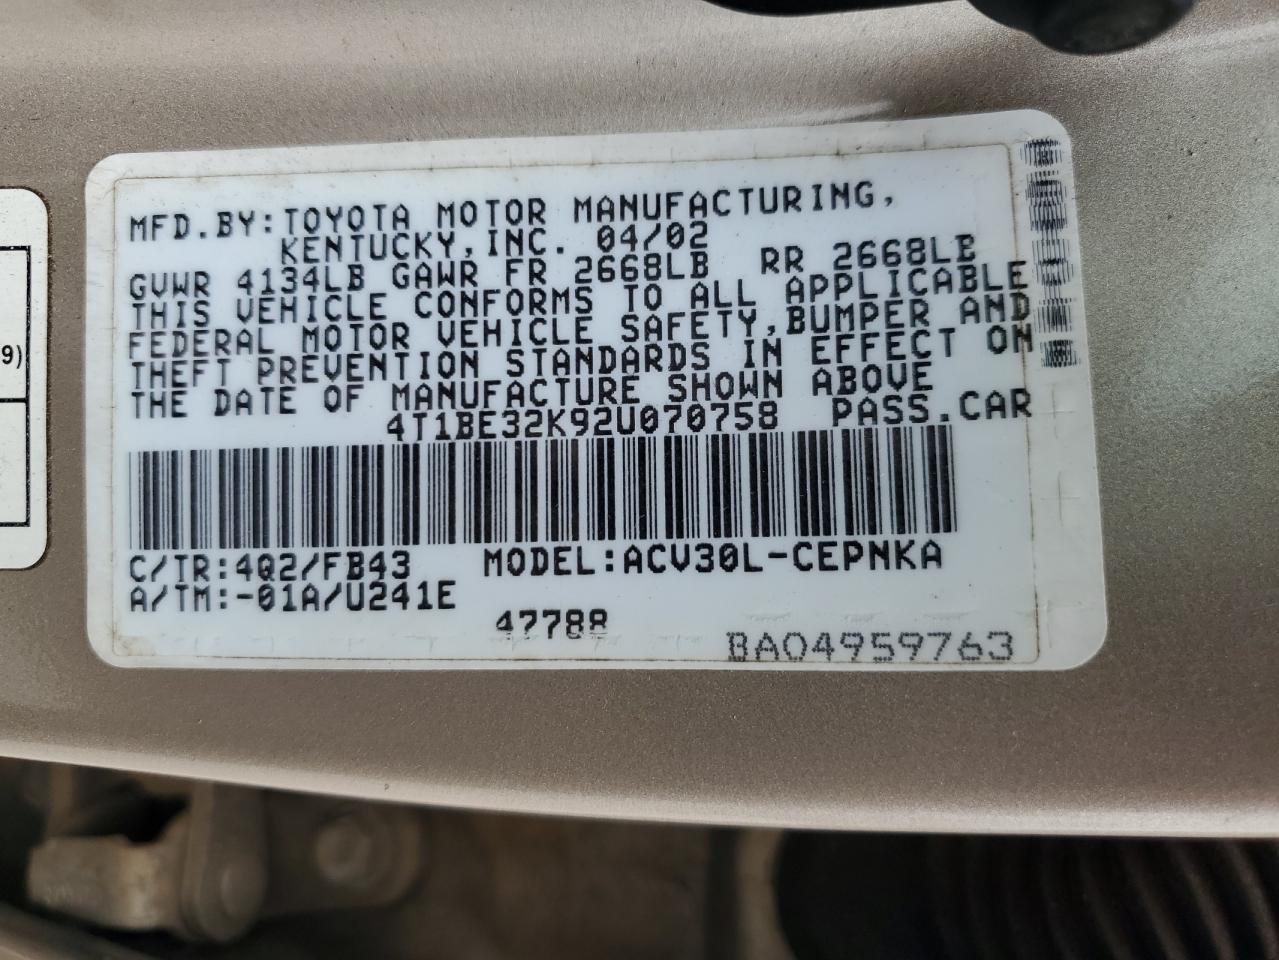 MFD.BY:TOYOTA MOTOR MANUFACTURING,
KENTUCKY,INC. 04/02
GVWR 4134LB GAWR FR 2668LB RR 2668LB
THIS VEHICLE CONFORMS TO ALL APPLICABLE
FEDERAL MOTOR VEHICLE SAFETY,BUMPER AND
THEFT PREVENTION STANDARDS IN EFFECT ON
THE DATE OF MANUFACTURE SHOWN ABOVE
4T1BE32K92U070758 PASS.CAR
C/TR:4Q2/FB43 MODEL:ACV30L-CEPNKA
A/TM:-01A/U241E
47788
BA04959763
9)